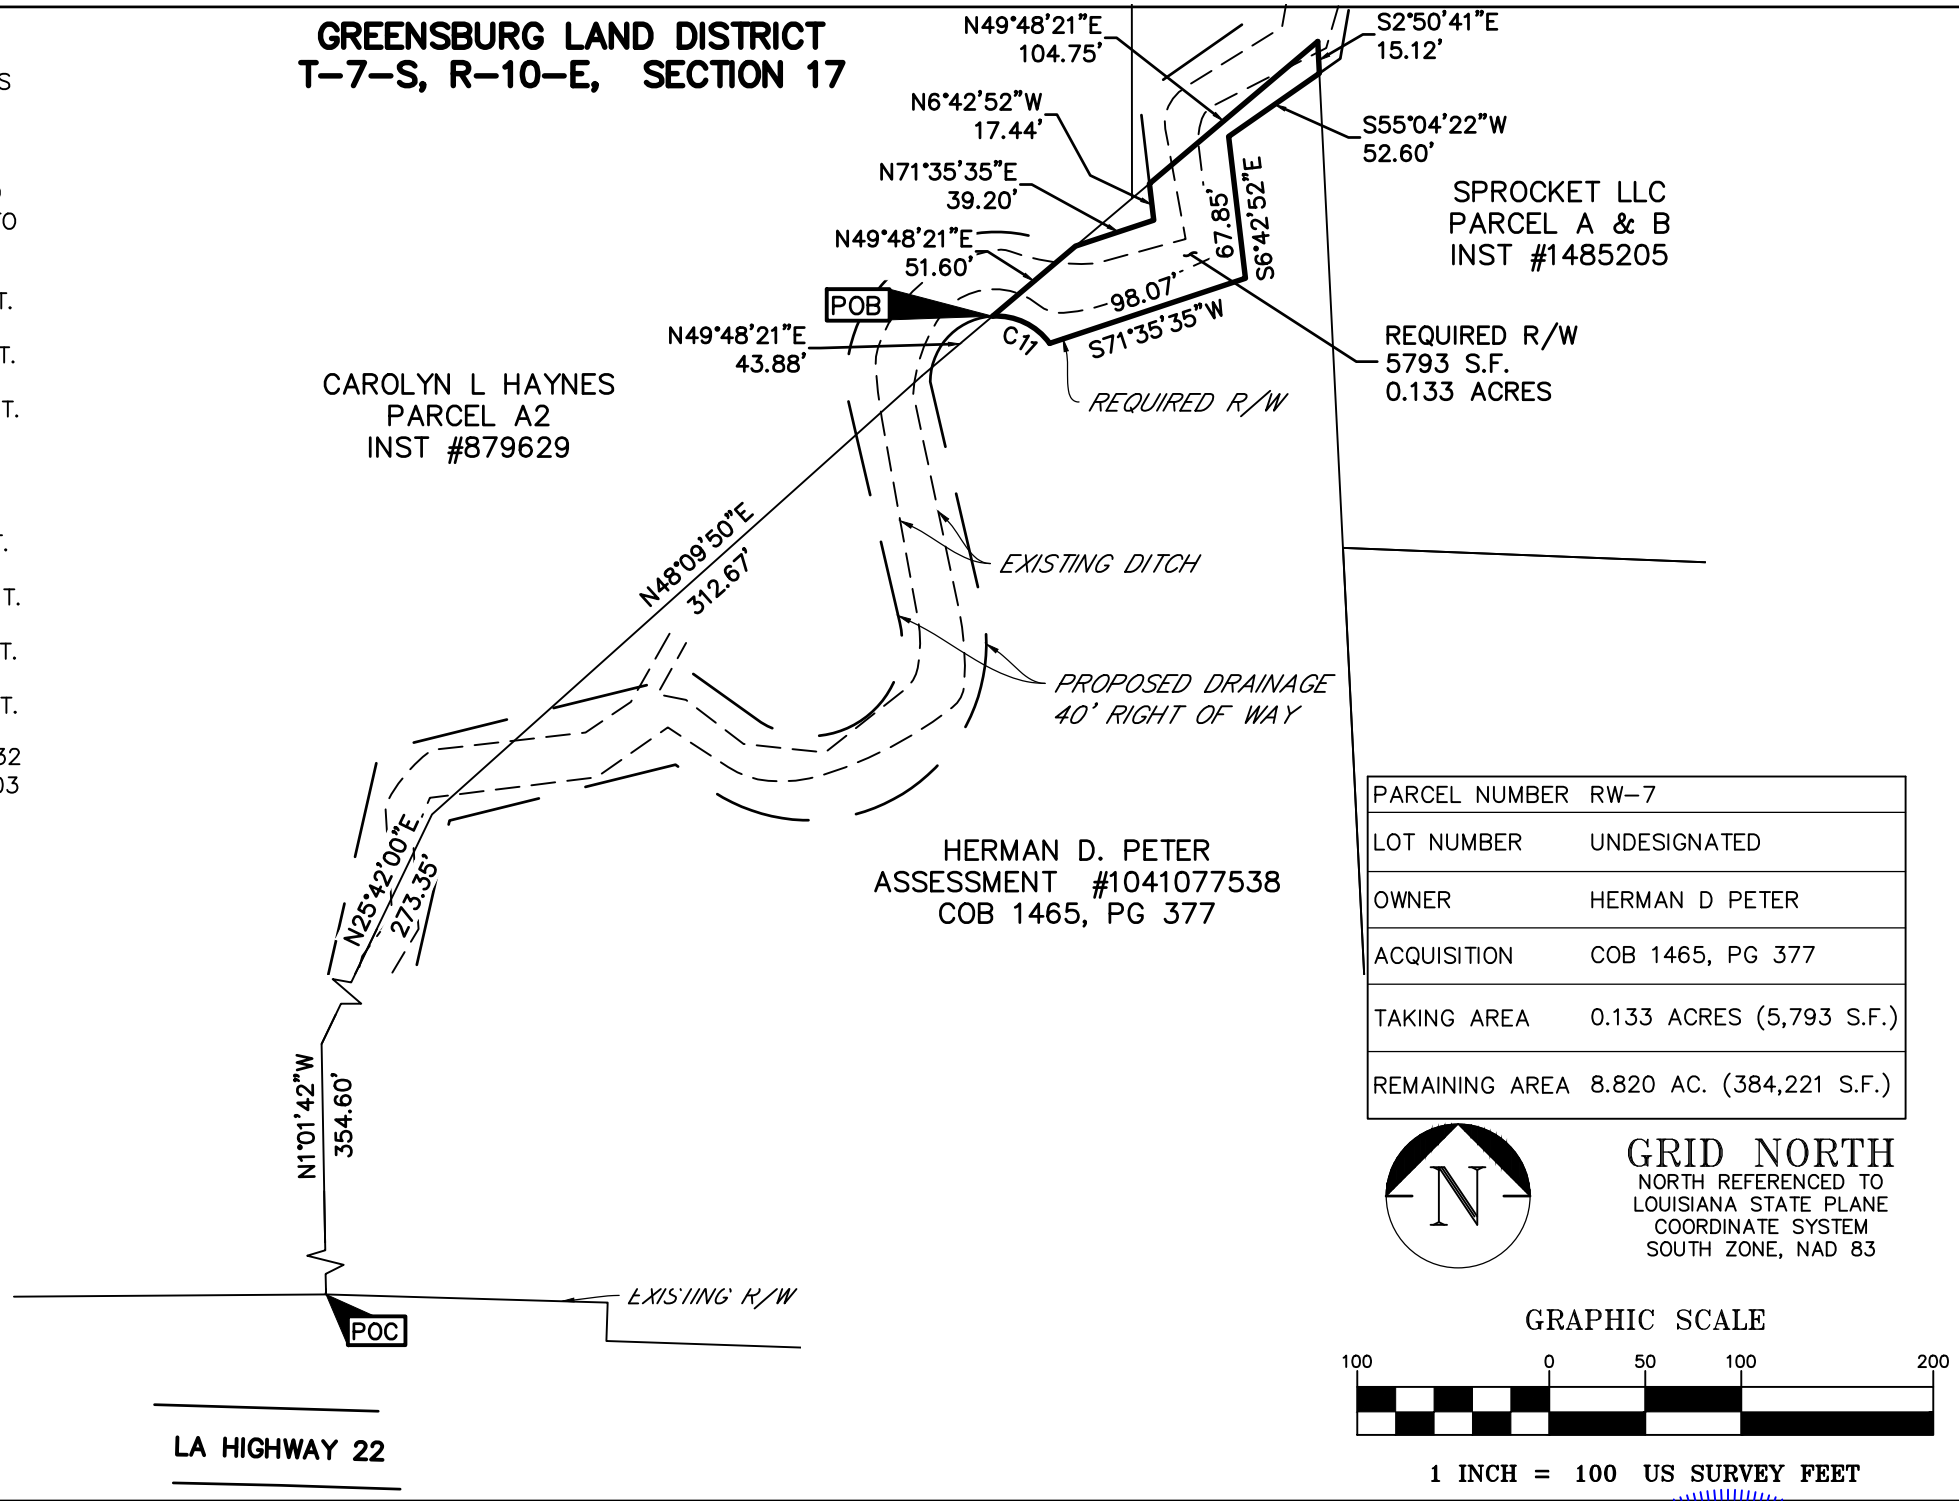 GREENSBURG LAND DISTRICT
T-7-S, R-10-E, SECTION 17
N49°48'21"E
104.75'
S2°50'41"E
15.12'
N6°42'52"W
17.44'
S55°04'22"W
52.60'
N71°35'35"E
39.20'
N49°48'21"E
51.60'
67.85'
S6°42'52"E
SPROCKET LLC
PARCEL A & B
INST #1485205
POB
98.07'
S71°35'35"W
C11
N49°48'21"E
43.88'
REQUIRED R/W
5793 S.F.
0.133 ACRES
REQUIRED R/W
CAROLYN L HAYNES
PARCEL A2
INST #879629
N48°09'50"E
312.67'
EXISTING DITCH
PROPOSED DRAINAGE
40' RIGHT OF WAY
S
TO
T.
T.
T.
T.
T.
T.
T.
32
03
N25°42'00"E
273.35'
HERMAN D. PETER
ASSESSMENT #1041077538
COB 1465, PG 377
PARCEL NUMBER RW-7
LOT NUMBER UNDESIGNATED
OWNER HERMAN D PETER
ACQUISITION COB 1465, PG 377
TAKING AREA 0.133 ACRES (5,793 S.F.)
REMAINING AREA 8.820 AC. (384,221 S.F.)
N1°01'42"W
354.60'
N
GRID NORTH
NORTH REFERENCED TO
LOUISIANA STATE PLANE
COORDINATE SYSTEM
SOUTH ZONE, NAD 83
EXISTING R/W
POC
GRAPHIC SCALE
100 0 50 100 200
LA HIGHWAY 22
1 INCH = 100 US SURVEY FEET